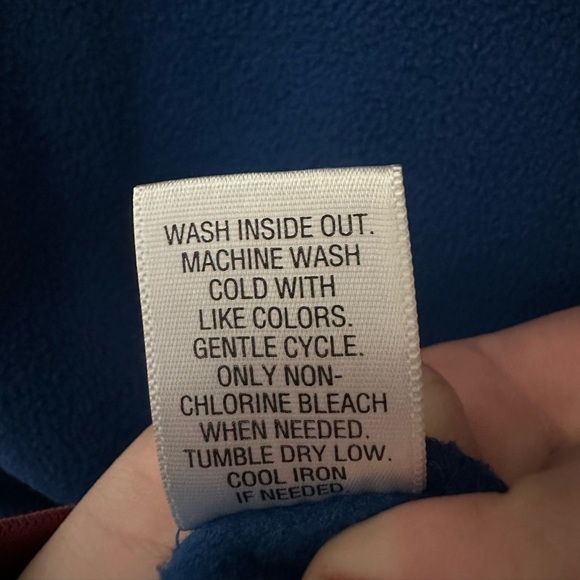 WASH INSIDE OUT.
MACHINE WASH
COLD WITH
LIKE COLORS.
GENTLE CYCLE.
ONLY NON-
CHLORINE BLEACH
WHEN NEEDED.
TUMBLE DRY LOW.
COOL IRON
IF NEEDED.